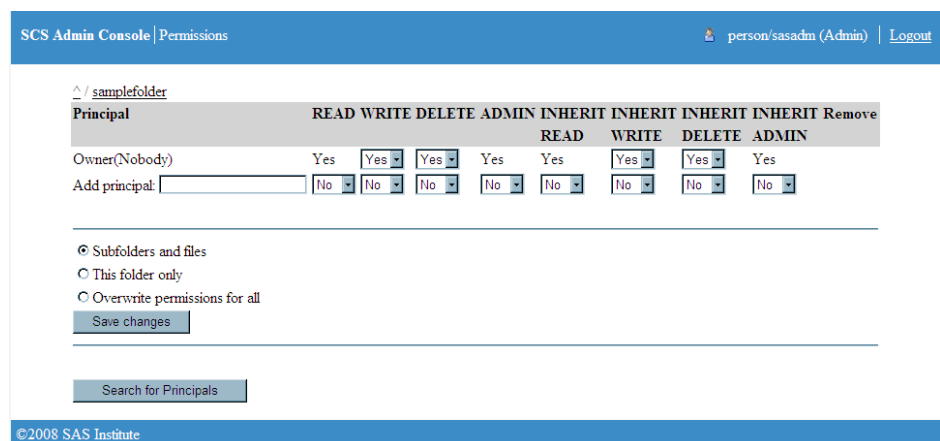 SCS Admin Console | Permissions person/sasadm (Admin) | Logout
^ / samplefolder
Principal READ WRITE DELETE ADMIN INHERIT READ INHERIT WRITE INHERIT DELETE INHERIT ADMIN Remove
Owner(Nobody) Yes Yes Yes Yes Yes Yes Yes Yes
Add principal: No No No No No No No No
Subfolders and files
This folder only
Overwrite permissions for all
Save changes
Search for Principals
©2008 SAS Institute